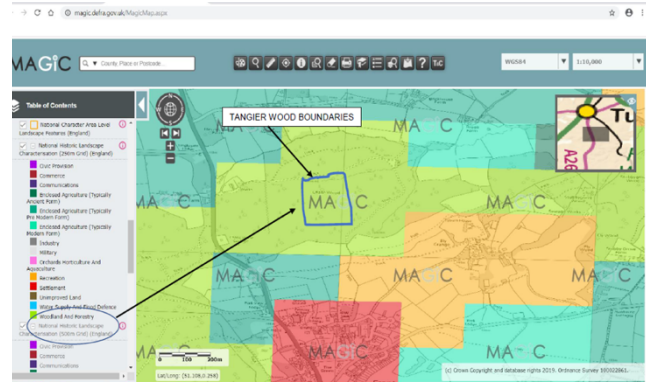 magic.defra.gov.uk/MagicMap.aspx
MAGiC
County, Place or Postcode...
WGS84
1:10,000
Table of Contents
National Character Area Level
Landscape Features (England)
National Historic Landscape
Characterisation (250m Grid) (England)
Civic Provision
Commerce
Communications
Enclosed Agriculture (Typically
Ancient Form)
Enclosed Agriculture (Typically
Pre Modern Form)
Enclosed Agriculture (Typically
Modern Form)
Industry
Military
Orchards Horticulture And
Aquaculture
Recreation
Settlement
Unimproved Land
Water Supply And Flood Defence
Woodland And Forestry
National Historic Landscape
Characterisation (500m Grid) (England)
Civic Provision
Commerce
Communications
TANGIER WOOD BOUNDARIES
MAGiC
MAGiC
MAGiC
MAGiC
MAGiC
MAGiC
MAGiC
MAGiC
MAGiC
Tu
A26
0 100 200m
(c) Crown Copyright and database rights 2019. Ordnance Survey 100022861.